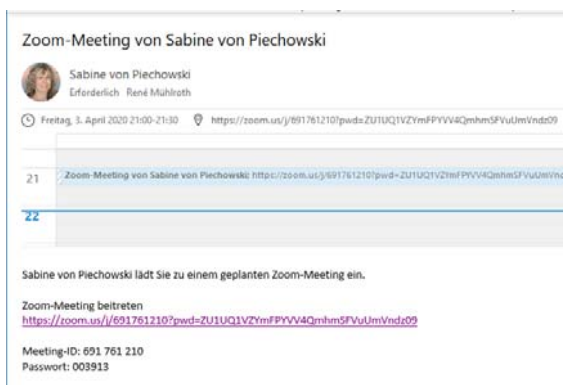 Zoom-Meeting von Sabine von Piechowski
Sabine von Piechowski
Erforderlich René Mühlroth
Freitag, 3. April 2020 21:00-21:30 https://zoom.us/j/691761210?pwd=ZU1UQ1VZYmFPYVV4QmhmSFVuUmVndz09
21 Zoom-Meeting von Sabine von Piechowski: https://zoom.us/j/691761210?pwd=ZU1UQ1VZYmFPYVV4QmhmSFVuUmVnd
22
Sabine von Piechowski lädt Sie zu einem geplanten Zoom-Meeting ein.
Zoom-Meeting beitreten
https://zoom.us/j/691761210?pwd=ZU1UQ1VZYmFPYVV4QmhmSFVuUmVndz09
Meeting-ID: 691 761 210
Passwort: 003913